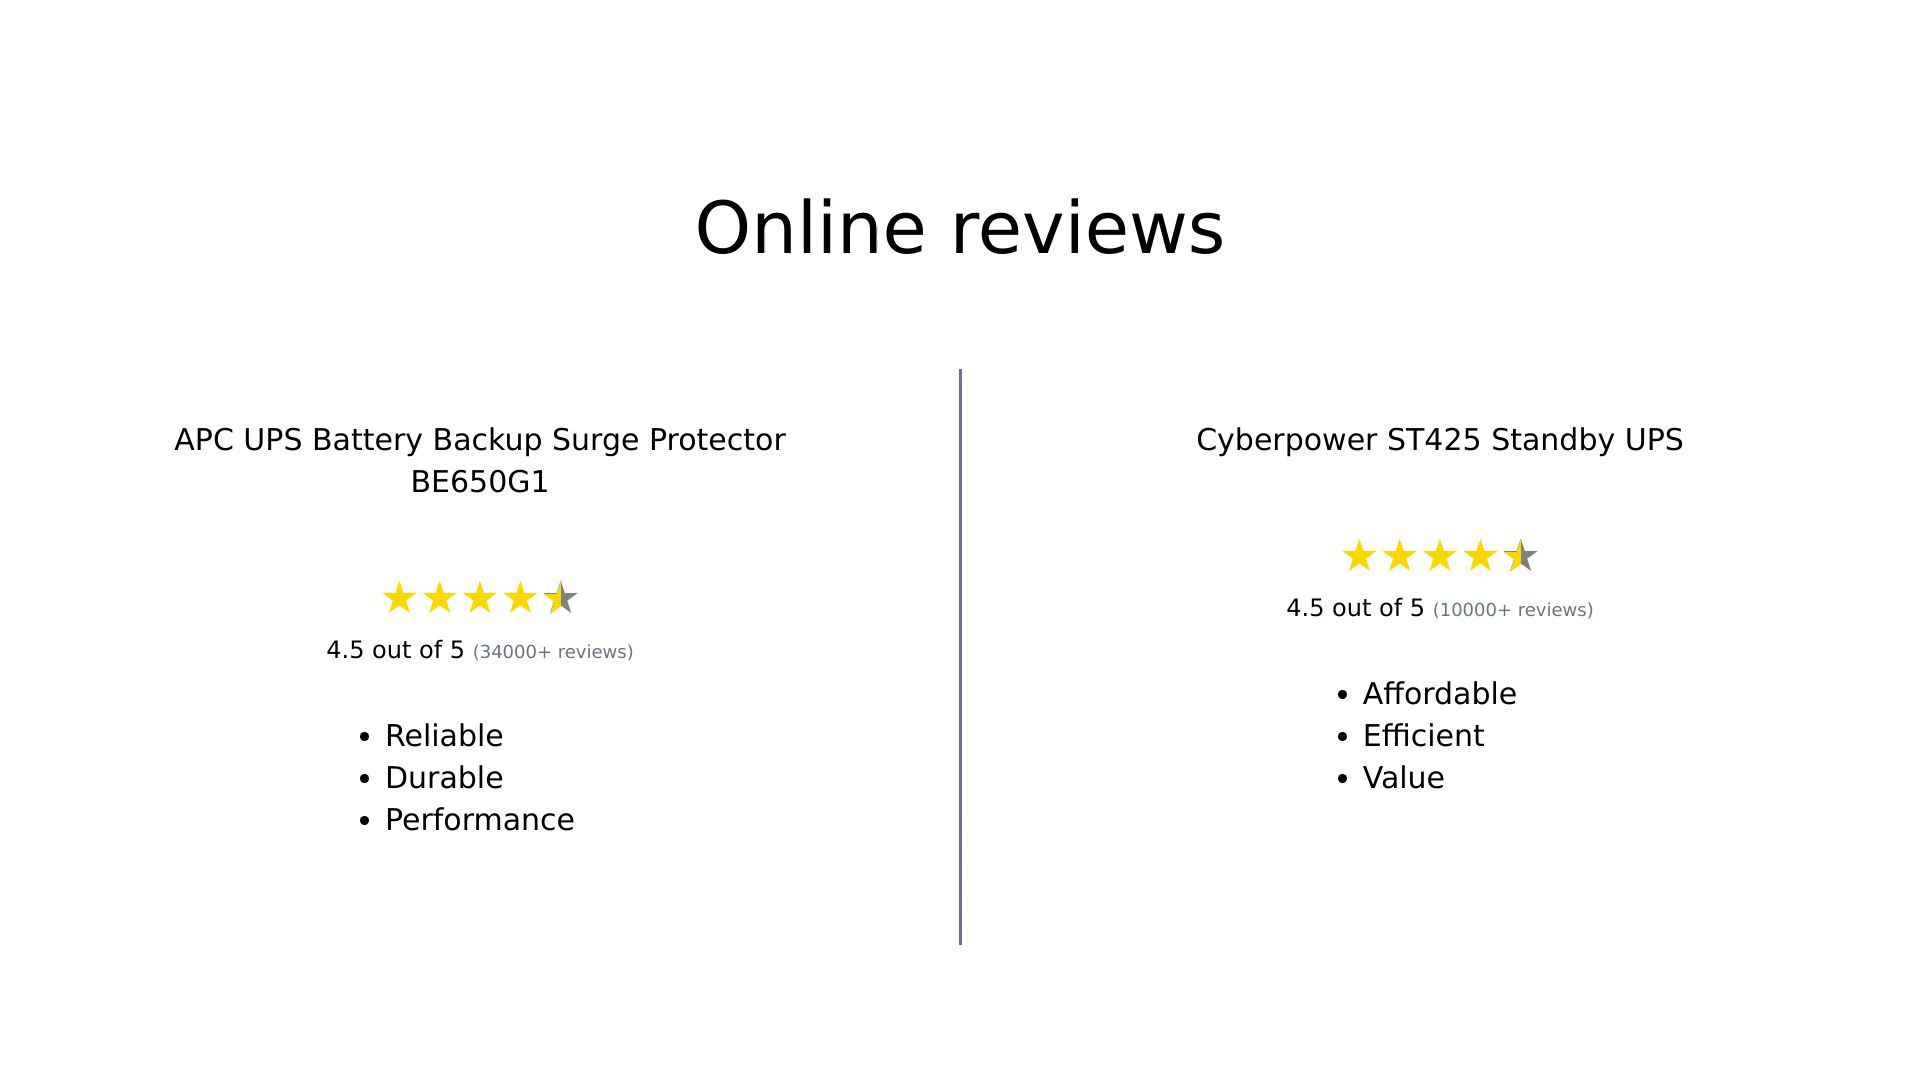 Online reviews
APC UPS Battery Backup Surge Protector
BE650G1
4.5 out of 5 (34000+ reviews)
• Reliable
• Durable
• Performance
Cyberpower ST425 Standby UPS
4.5 out of 5 (10000+ reviews)
• Affordable
• Efficient
• Value